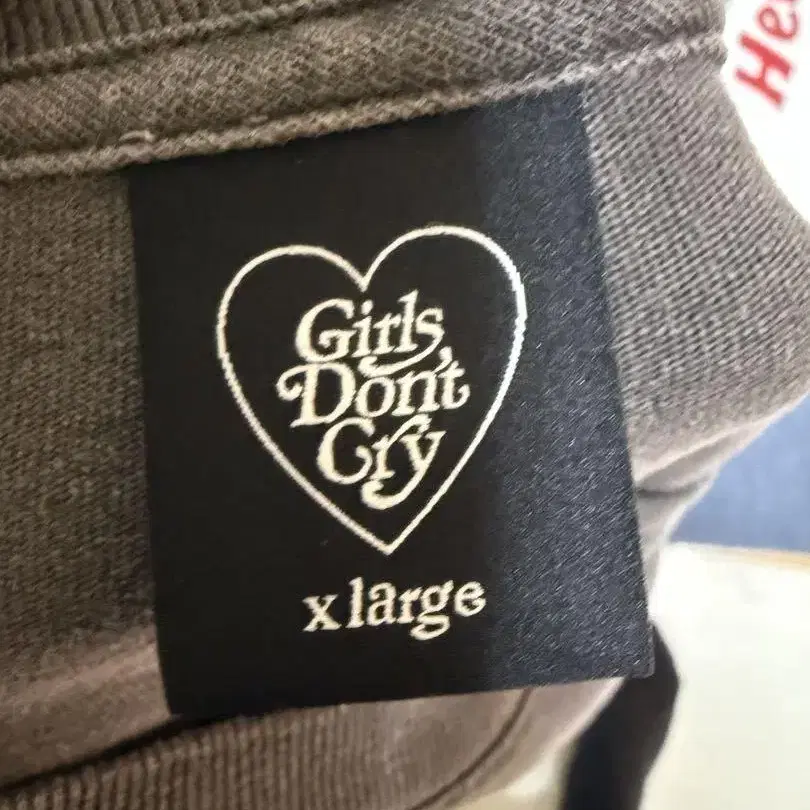 Girls
Don't
Cry
x large